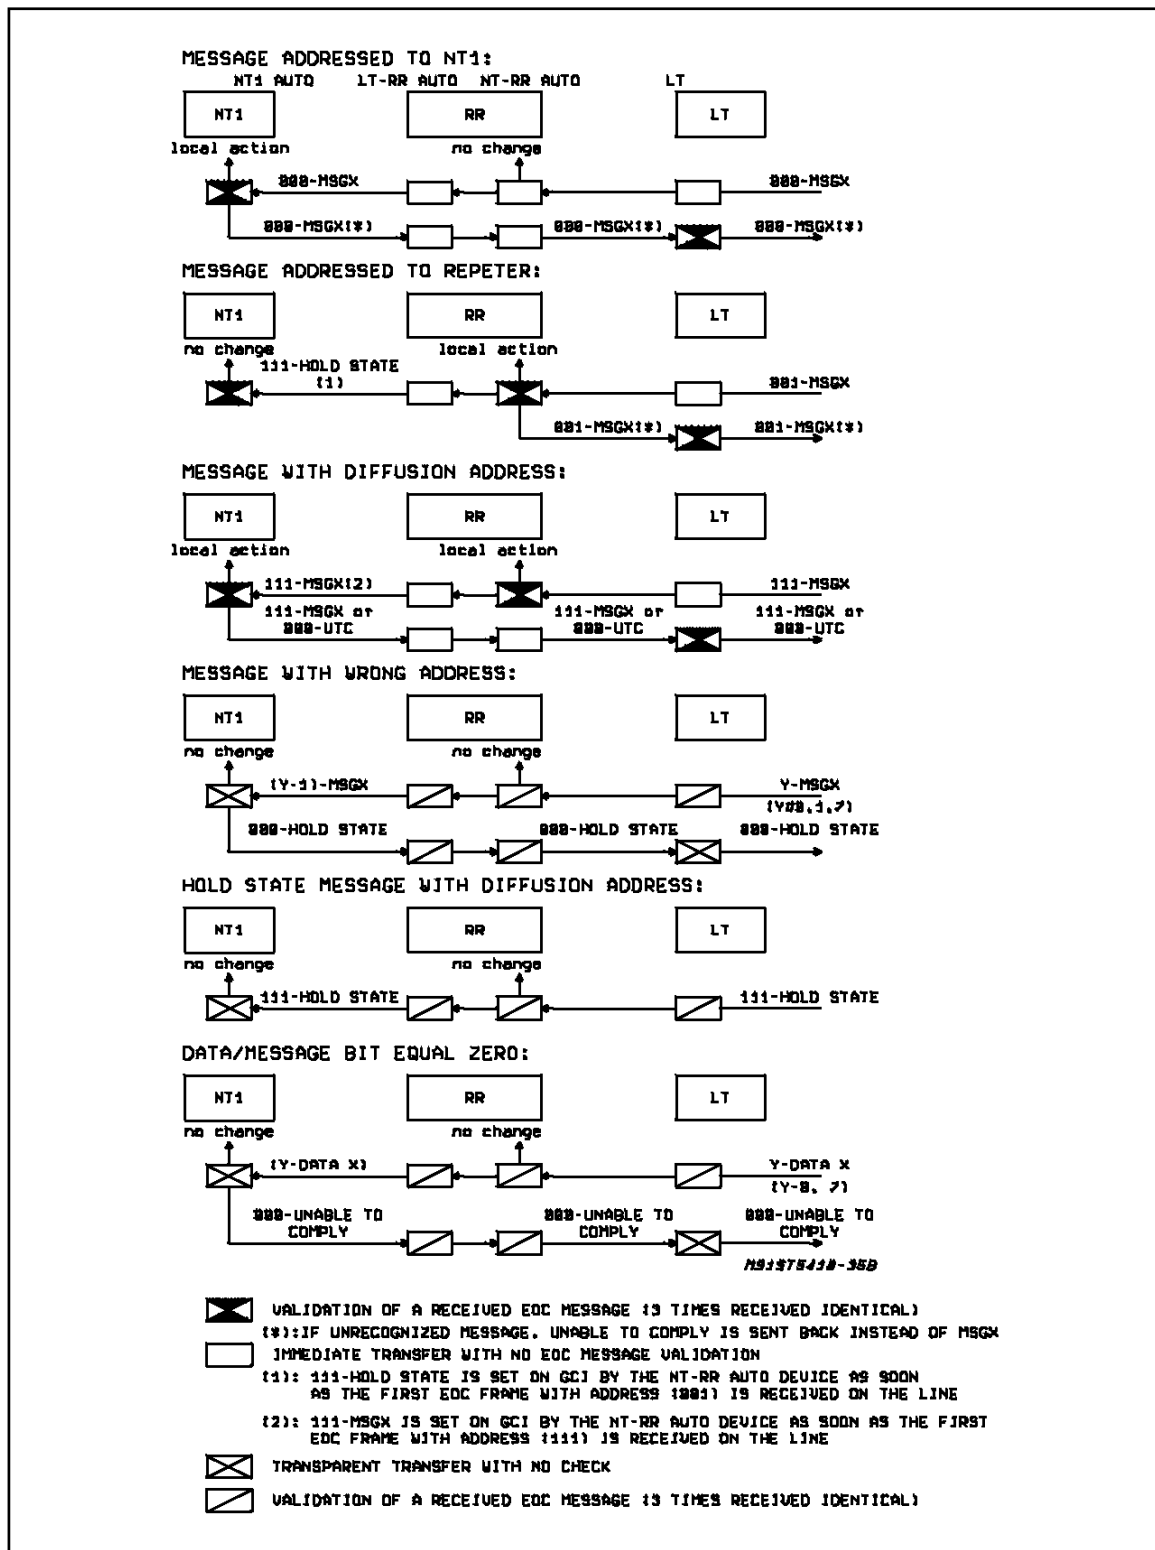 MESSAGE ADDRESSED TO NT1:
NT1 AUTO LT-RR AUTO NT-RR AUTO LT
NT1 RR LT
local action no change
000-MSGX 000-MSGX
000-MSGX(*) 000-MSGX(*) 000-MSGX(*)
MESSAGE ADDRESSED TO REPETER:
NT1 RR LT
no change local action
111-HOLD STATE
(1) 001-MSGX
001-MSGX(*) 001-MSGX(*)
MESSAGE WITH DIFFUSION ADDRESS:
NT1 RR LT
local action local action
111-MSGX(2) 111-MSGX
111-MSGX or 111-MSGX or 111-MSGX or
000-UTC 000-UTC 000-UTC
MESSAGE WITH WRONG ADDRESS:
NT1 RR LT
no change no change
(Y-1)-MSGX Y-MSGX
(Y#0,1,7)
000-HOLD STATE 000-HOLD STATE 000-HOLD STATE
HOLD STATE MESSAGE WITH DIFFUSION ADDRESS:
NT1 RR LT
no change no change
111-HOLD STATE 111-HOLD STATE
DATA/MESSAGE BIT EQUAL ZERO:
NT1 RR LT
no change no change
(Y-DATA X) Y-DATA X
(Y-0, 7)
000-UNABLE TO 000-UNABLE TO 000-UNABLE TO
COMPLY COMPLY COMPLY
VALIDATION OF A RECEIVED EOC MESSAGE (3 TIMES RECEIVED IDENTICAL)
(*):IF UNRECOGNIZED MESSAGE. UNABLE TO COMPLY IS SENT BACK INSTEAD OF MSGX
IMMEDIATE TRANSFER WITH NO EOC MESSAGE VALIDATION
(1): 111-HOLD STATE IS SET ON GCI BY THE NT-RR AUTO DEVICE AS SOON
AS THE FIRST EOC FRAME WITH ADDRESS (001) IS RECEIVED ON THE LINE
(2): 111-MSGX IS SET ON GCI BY THE NT-RR AUTO DEVICE AS SOON AS THE FIRST
EOC FRAME WITH ADDRESS (111) IS RECEIVED ON THE LINE
TRANSPARENT TRANSFER WITH NO CHECK
VALIDATION OF A RECEIVED EOC MESSAGE (3 TIMES RECEIVED IDENTICAL)